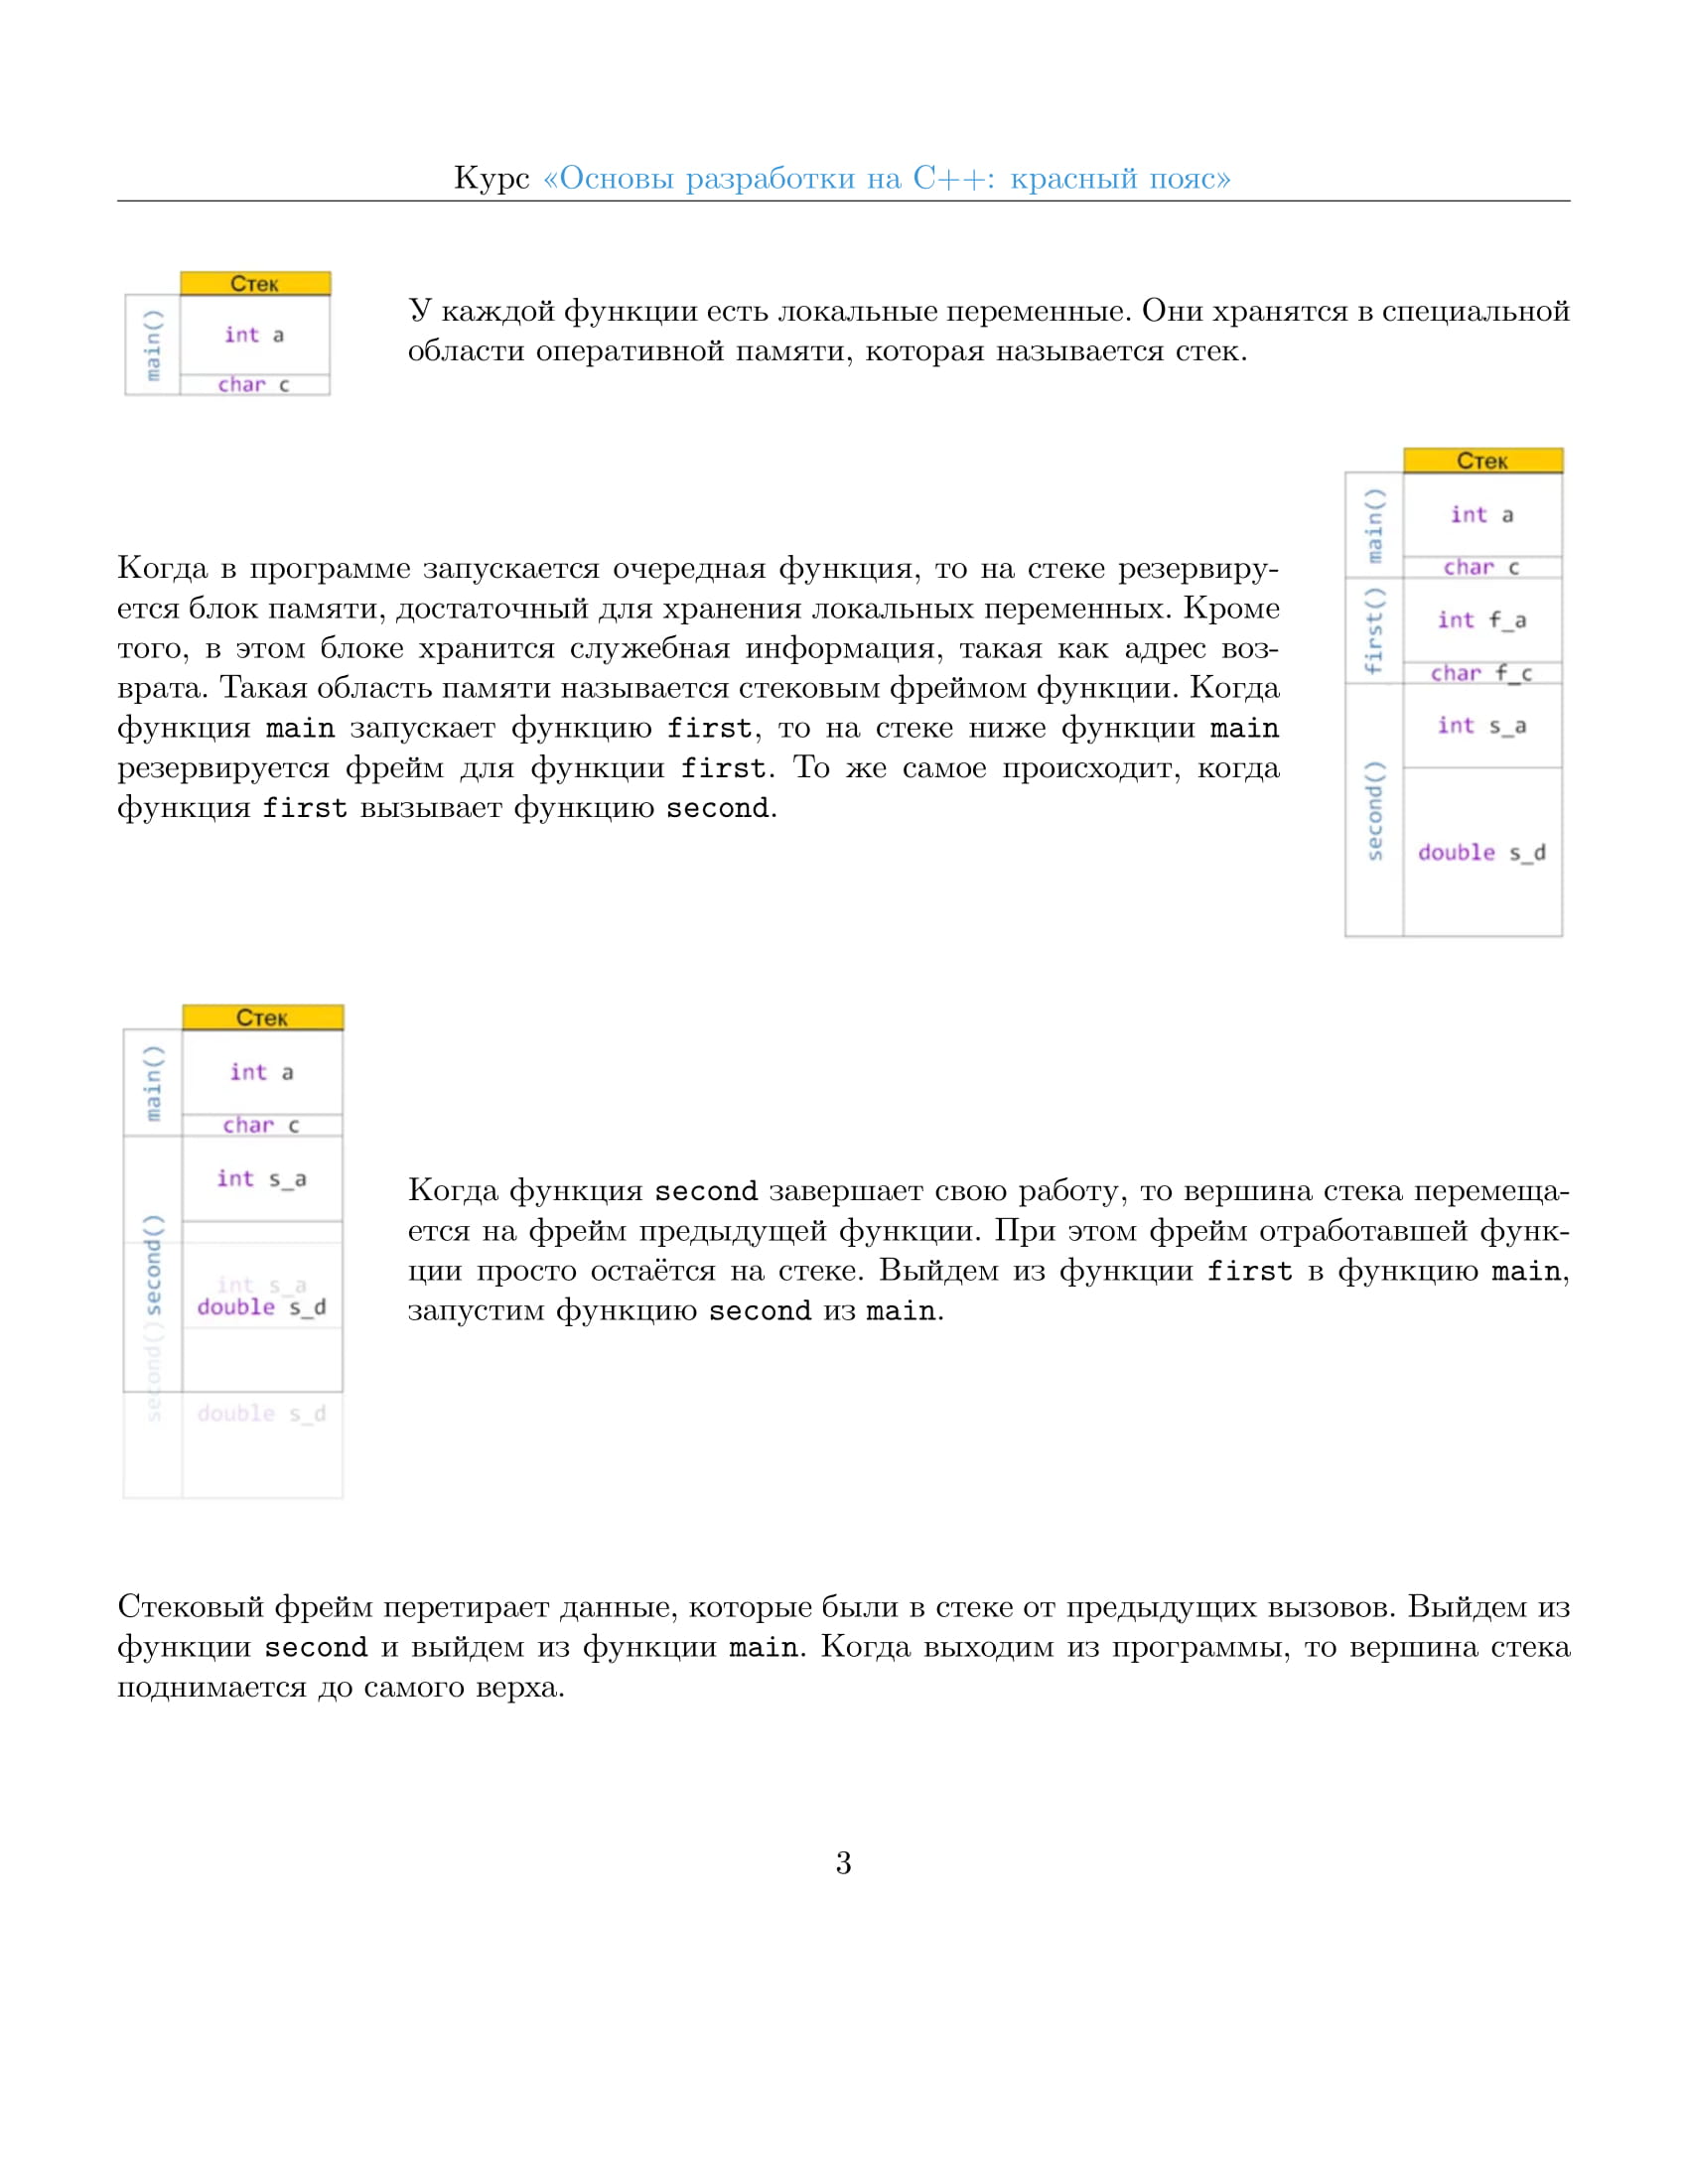 Курс «Основы разработки на C++: красный пояс»
Стек
main()
int a
char c
У каждой функции есть локальные переменные. Они хранятся в специальной
области оперативной памяти, которая называется стек.
Когда в программе запускается очередная функция, то на стеке резервиру-
ется блок памяти, достаточный для хранения локальных переменных. Кроме
того, в этом блоке хранится служебная информация, такая как адрес воз-
врата. Такая область памяти называется стековым фреймом функции. Когда
функция main запускает функцию first, то на стеке ниже функции main
резервируется фрейм для функции first. То же самое происходит, когда
функция first вызывает функцию second.
Стек
main()
int a
char c
first()
int f_a
char f_c
second()
int s_a
double s_d
Стек
main()
int a
char c
second()
int s_a
int s_a
double s_d
second()
double s_d
Когда функция second завершает свою работу, то вершина стека перемеща-
ется на фрейм предыдущей функции. При этом фрейм отработавшей функ-
ции просто остаётся на стеке. Выйдем из функции first в функцию main,
запустим функцию second из main.
Стековый фрейм перетирает данные, которые были в стеке от предыдущих вызовов. Выйдем из
функции second и выйдем из функции main. Когда выходим из программы, то вершина стека
поднимается до самого верха.
3